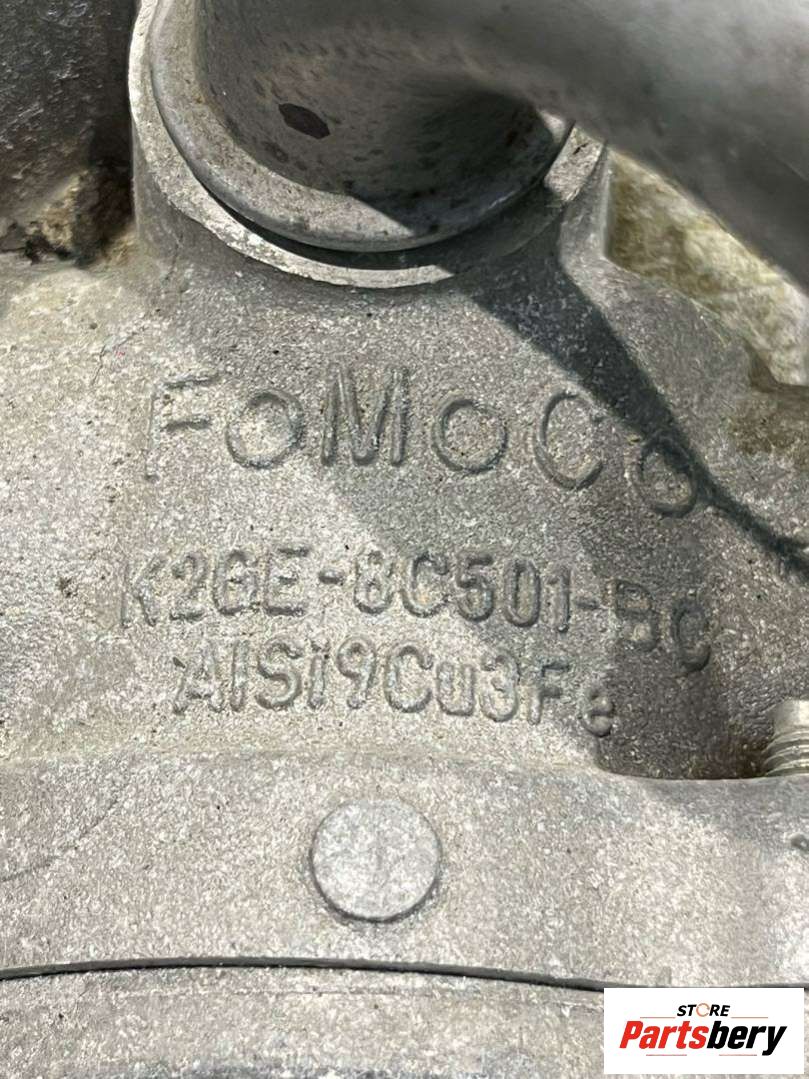 FoMoCo
K2GE-8C501-BC
AlSi9Cu3Fe
STORE
Partsbery